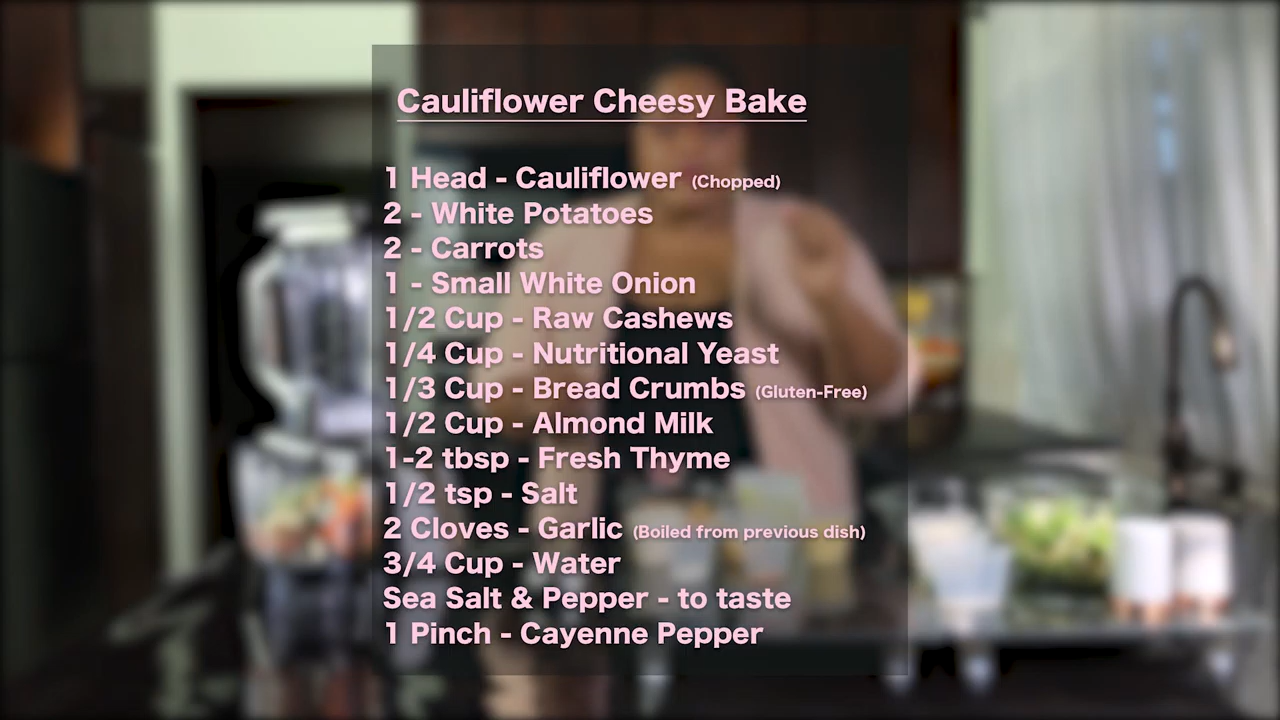 Cauliflower Cheesy Bake
1 Head - Cauliflower (Chopped)
2 - White Potatoes
2 - Carrots
1 - Small White Onion
1/2 Cup - Raw Cashews
1/4 Cup - Nutritional Yeast
1/3 Cup - Bread Crumbs (Gluten-Free)
1/2 Cup - Almond Milk
1-2 tbsp - Fresh Thyme
1/2 tsp - Salt
2 Cloves - Garlic (Boiled from previous dish)
3/4 Cup - Water
Sea Salt & Pepper - to taste
1 Pinch - Cayenne Pepper